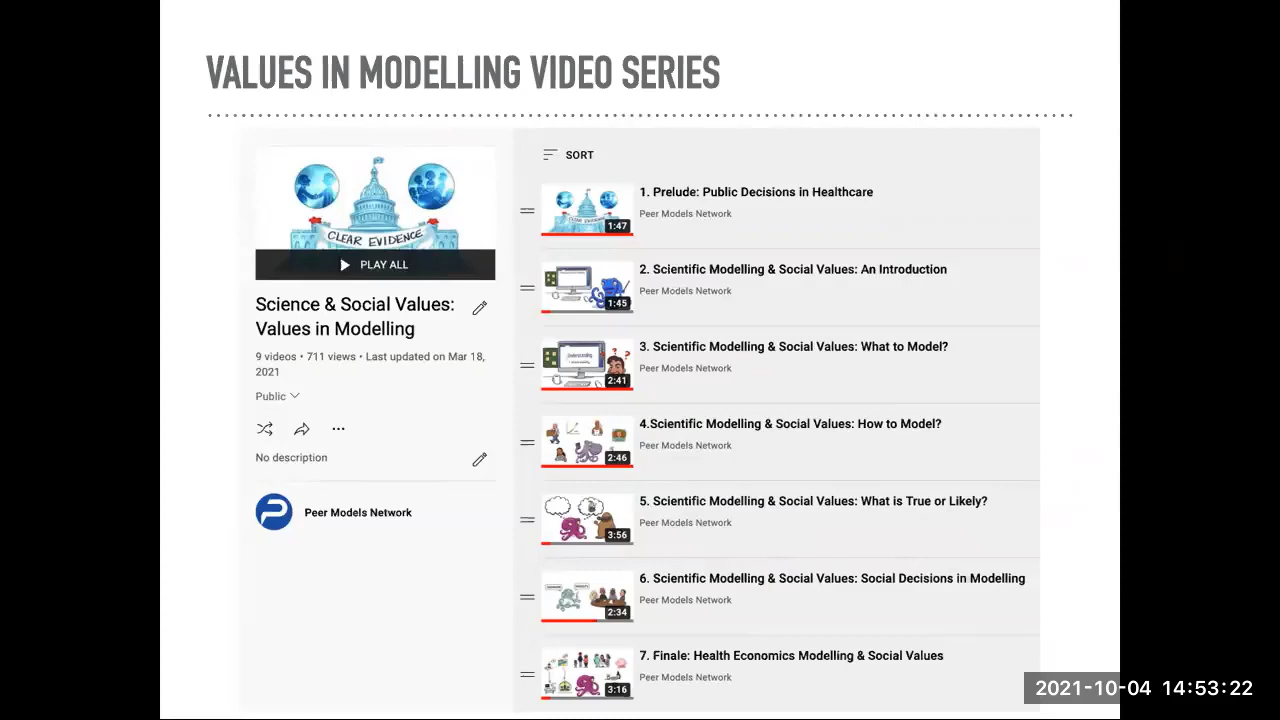 VALUES IN MODELLING VIDEO SERIES
CLEAR EVIDENCE
PLAY ALL
Science & Social Values:
Values in Modelling
9 videos • 711 views • Last updated on Mar 18,
2021
Public
No description
Peer Models Network
SORT
1. Prelude: Public Decisions in Healthcare
Peer Models Network
CLEAR EVIDENCE
1:47
2. Scientific Modelling & Social Values: An Introduction
Peer Models Network
1:45
3. Scientific Modelling & Social Values: What to Model?
Peer Models Network
Understanding
2:41
4.Scientific Modelling & Social Values: How to Model?
Peer Models Network
2:46
5. Scientific Modelling & Social Values: What is True or Likely?
Peer Models Network
3:56
6. Scientific Modelling & Social Values: Social Decisions in Modelling
Peer Models Network
2:34
7. Finale: Health Economics Modelling & Social Values
Peer Models Network
3:16
2021-10-04 14:53:22